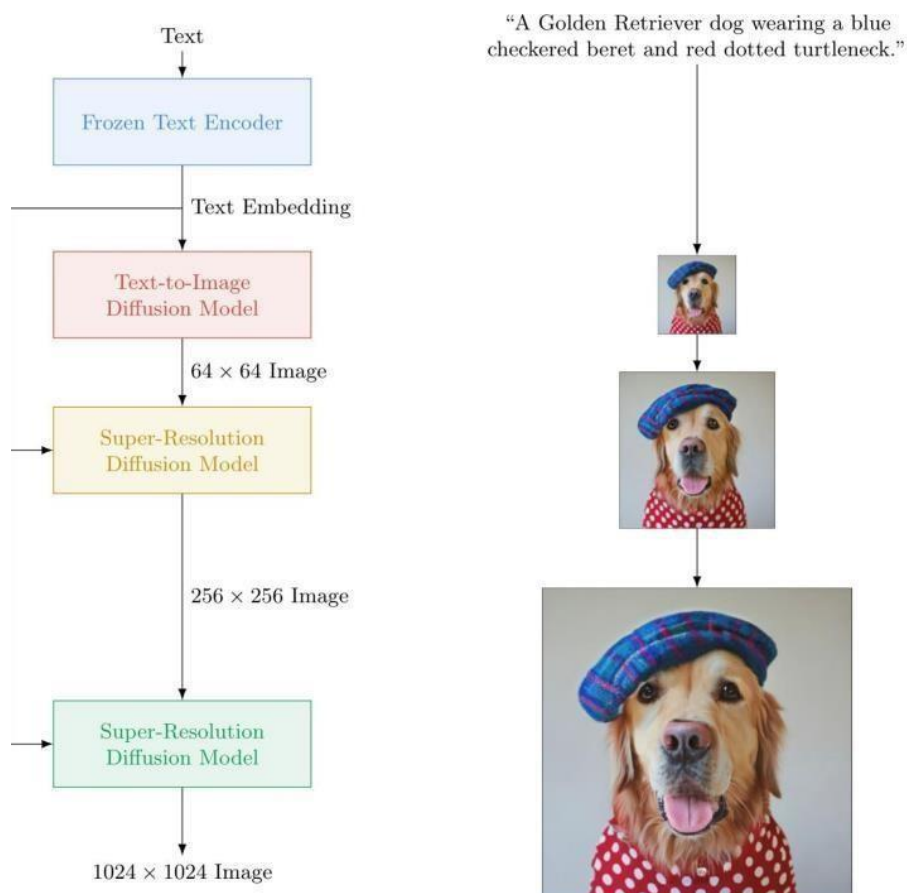 Text
Frozen Text Encoder
Text Embedding
Text-to-Image
Diffusion Model
64 × 64 Image
Super-Resolution
Diffusion Model
256 × 256 Image
Super-Resolution
Diffusion Model
1024 × 1024 Image
“A Golden Retriever dog wearing a blue
checkered beret and red dotted turtleneck.”